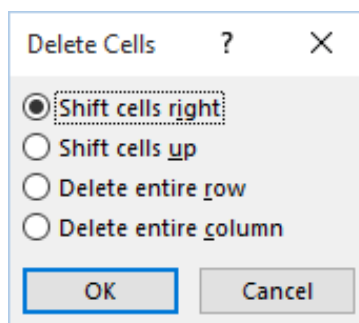 Delete Cells ?
Shift cells right
Shift cells up
Delete entire row
Delete entire column
OK Cancel